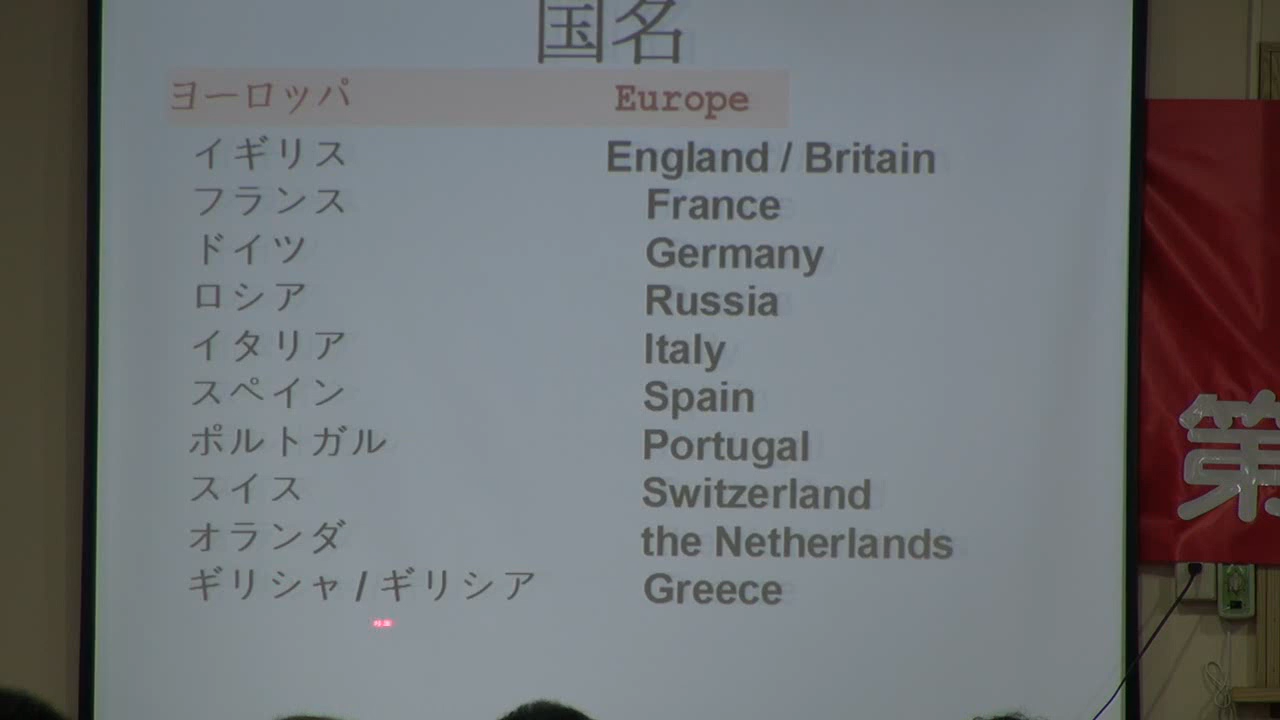 国名
ヨーロッパ Europe
イギリス England / Britain
フランス France
ドイツ Germany
ロシア Russia
イタリア Italy
スペイン Spain
ポルトガル Portugal
スイス Switzerland
オランダ the Netherlands
ギリシャ / ギリシア Greece
第